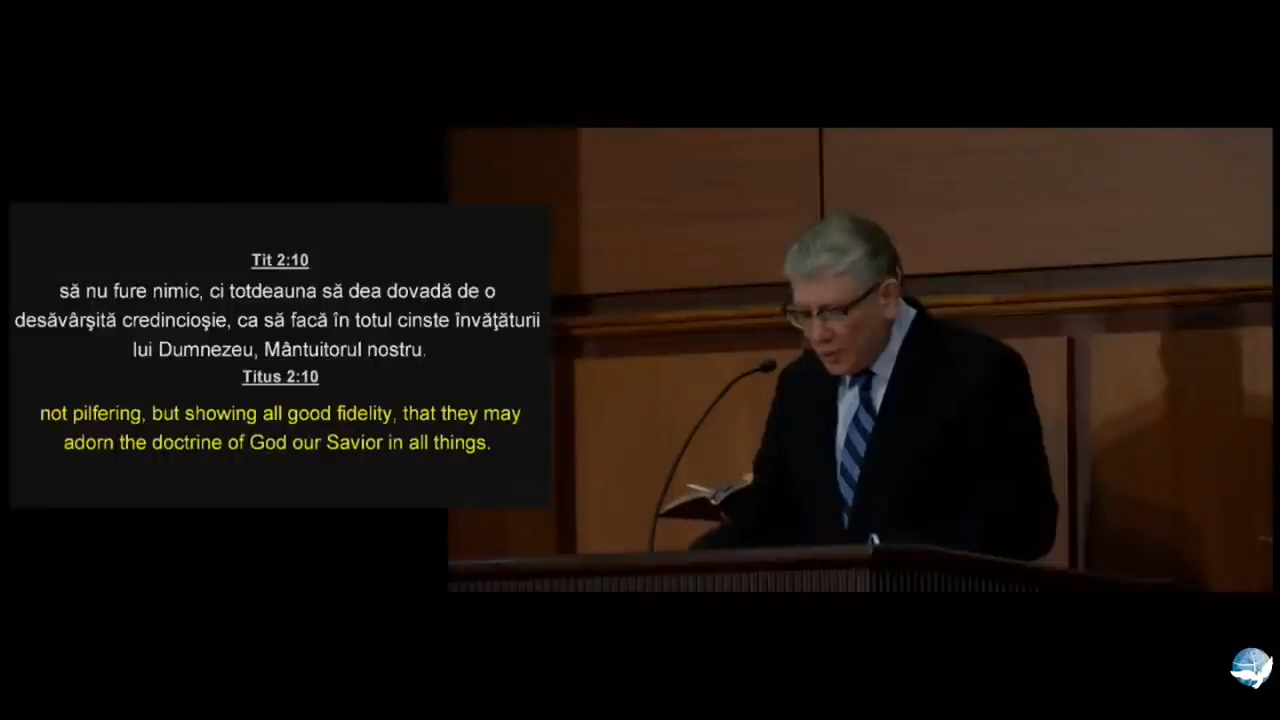 Tit 2:10
să nu fure nimic, ci totdeauna să dea dovadă de o
desăvârşită credincioşie, ca să facă în totul cinste învăţăturii
lui Dumnezeu, Mântuitorul nostru.
Titus 2:10
not pilfering, but showing all good fidelity, that they may
adorn the doctrine of God our Savior in all things.